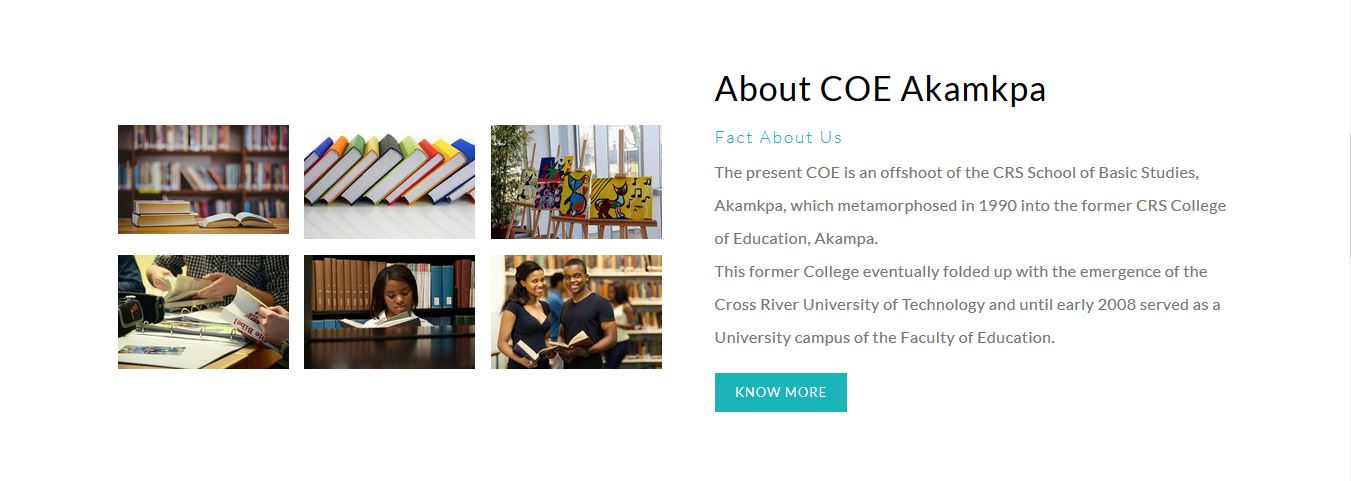 About COE Akamkpa
Fact About Us
The present COE is an offshoot of the CRS School of Basic Studies,
Akamkpa, which metamorphosed in 1990 into the former CRS College
of Education, Akampa.
This former College eventually folded up with the emergence of the
Cross River University of Technology and until early 2008 served as a
University campus of the Faculty of Education.
KNOW MORE